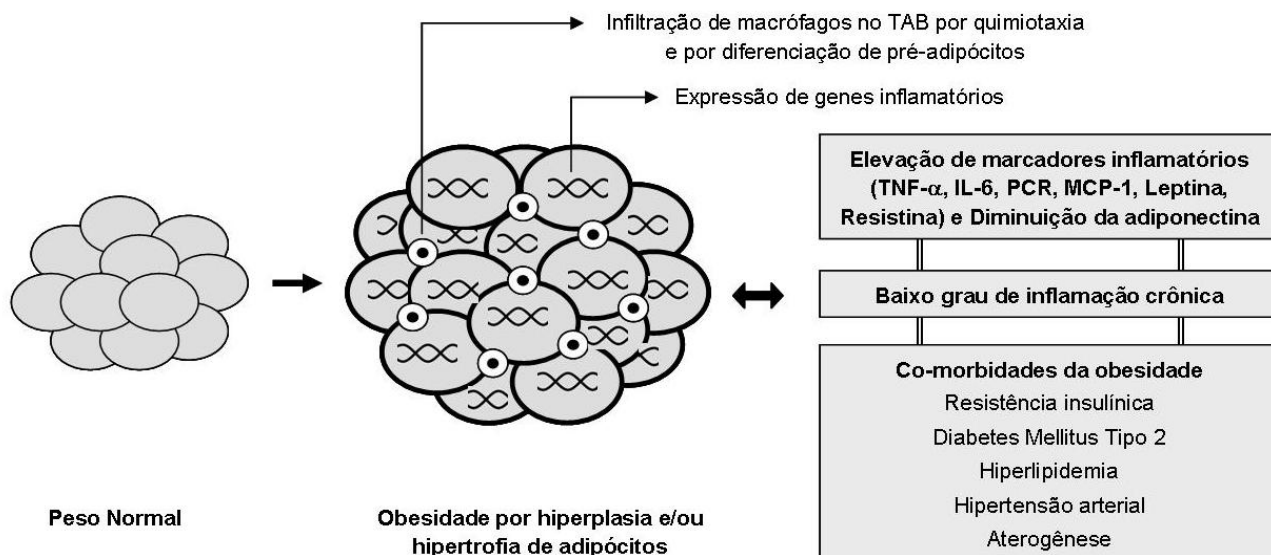 Infiltração de macrófagos no TAB por quimiotaxia
e por diferenciação de pré-adipócitos
Expressão de genes inflamatórios
Elevação de marcadores inflamatórios
(TNF-α, IL-6, PCR, MCP-1, Leptina,
Resistina) e Diminuição da adiponectina
Baixo grau de inflamação crônica
Co-morbidades da obesidade
Resistência insulínica
Diabetes Mellitus Tipo 2
Hiperlipidemia
Hipertensão arterial
Aterogênese
Peso Normal
Obesidade por hiperplasia e/ou
hipertrofia de adipócitos